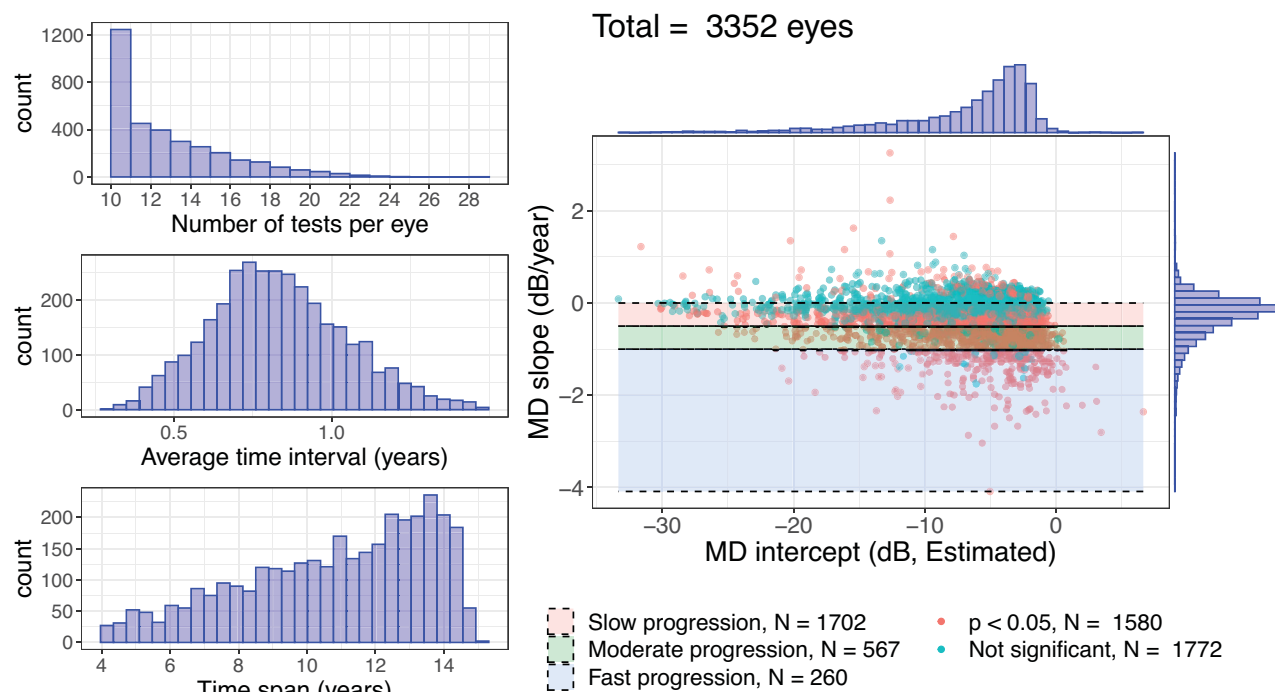 Total = 3352 eyes
count
1200
800
400
0
10 12 14 16 18 20 22 24 26 28
Number of tests per eye
count
200
100
0
0.5 1.0
Average time interval (years)
count
200
150
100
50
0
4 6 8 10 12 14
Time span (years)
MD slope (dB/year)
2
0
−2
−4
−30 −20 −10 0
MD intercept (dB, Estimated)
Slow progression, N = 1702
Moderate progression, N = 567
Fast progression, N = 260
p < 0.05, N = 1580
Not significant, N = 1772